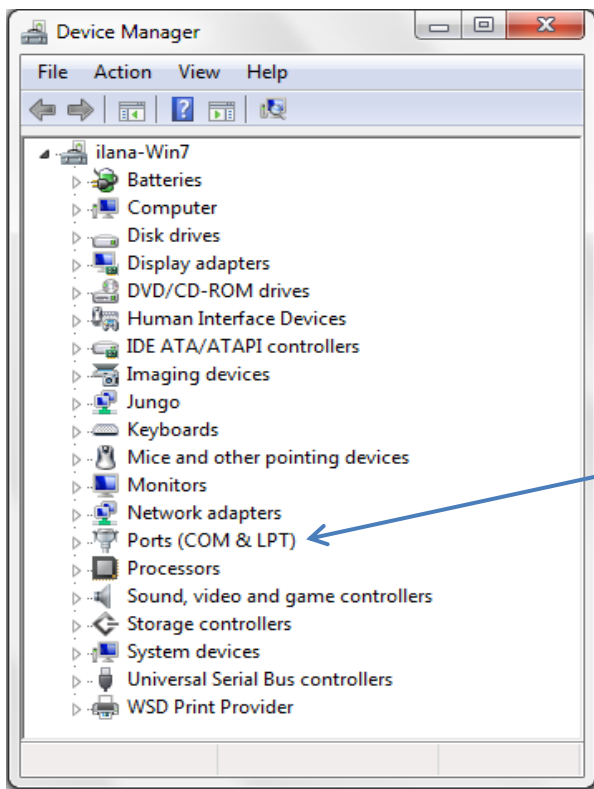 Device Manager
File Action View Help
ilana-Win7
Batteries
Computer
Disk drives
Display adapters
DVD/CD-ROM drives
Human Interface Devices
IDE ATA/ATAPI controllers
Imaging devices
Jungo
Keyboards
Mice and other pointing devices
Monitors
Network adapters
Ports (COM & LPT)
Processors
Sound, video and game controllers
Storage controllers
System devices
Universal Serial Bus controllers
WSD Print Provider